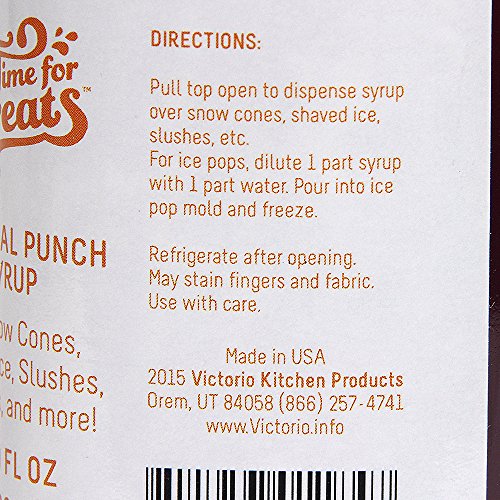 Time for
Treats™
AL PUNCH
YRUP
ow Cones,
ce, Slushes,
, and more!
FL OZ
DIRECTIONS:
Pull top open to dispense syrup
over snow cones, shaved ice,
slushes, etc.
For ice pops, dilute 1 part syrup
with 1 part water. Pour into ice
pop mold and freeze.
Refrigerate after opening.
May stain fingers and fabric.
Use with care.
Made in USA
2015 Victorio Kitchen Products
Orem, UT 84058 (866) 257-4741
www.Victorio.info